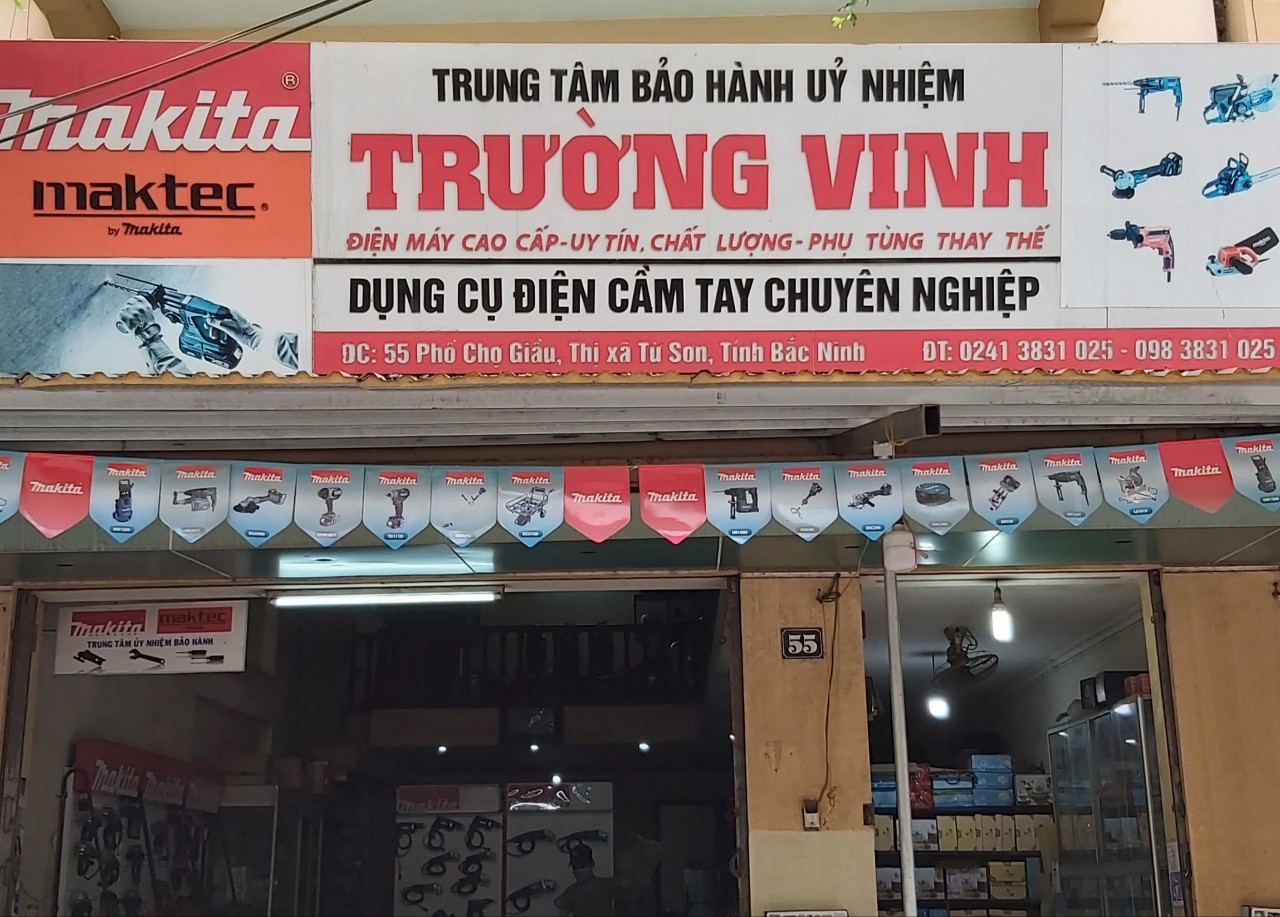 Makita ®
maktec ®
by Makita
TRUNG TÂM BẢO HÀNH UỶ NHIỆM
TRƯỜNG VINH
ĐIỆN MÁY CAO CẤP-UY TÍN, CHẤT LƯỢNG-PHỤ TÙNG THAY THẾ
DỤNG CỤ ĐIỆN CẦM TAY CHUYÊN NGHIỆP
ĐC: 55 Phố Chợ Giầu, Thị xã Từ Sơn, Tỉnh Bắc Ninh ĐT: 0241 3831 025 - 098 3831 025
Makita Makita Makita Makita Makita Makita Makita Makita Makita Makita Makita Makita Makita Makita Makita Makita Makita Makita Makita
55
Makita maktec
TRUNG TÂM ỦY NHIỆM BẢO HÀNH
Makita Makita Makita
Makita